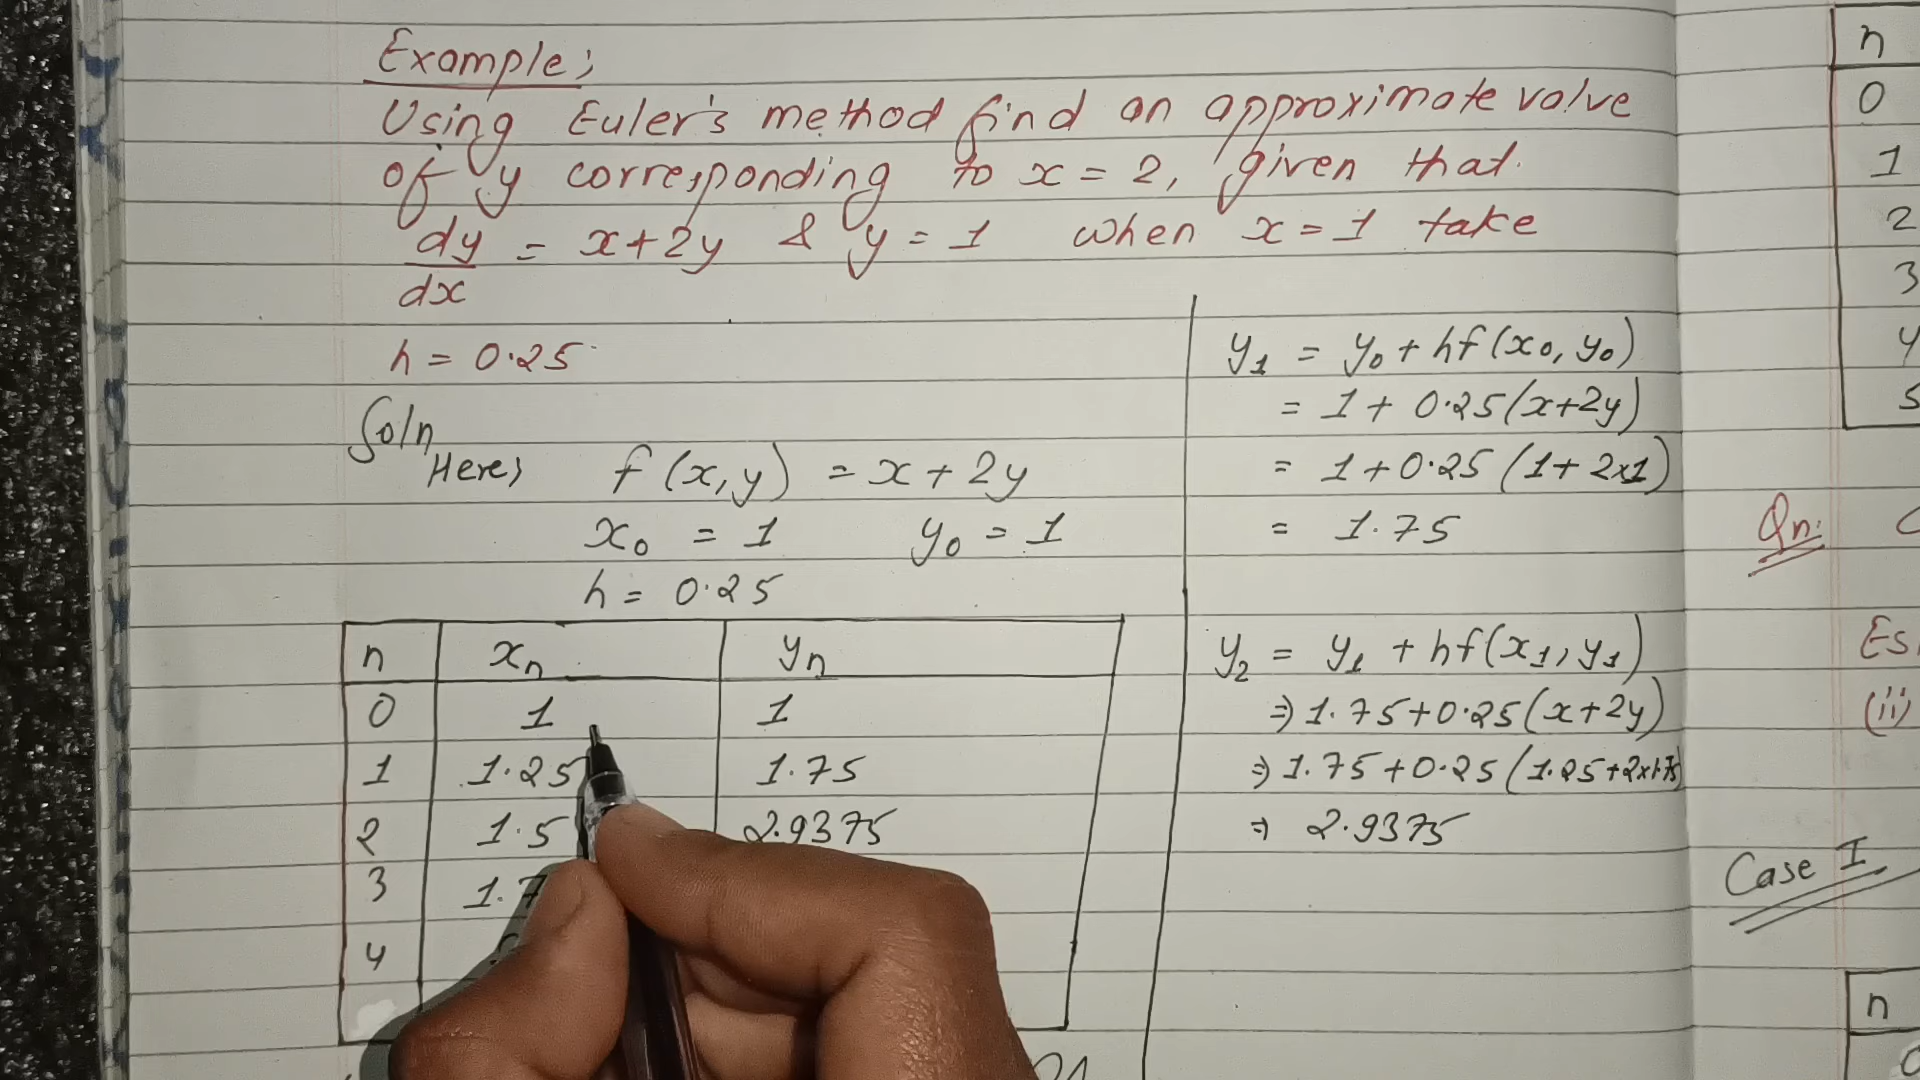 Example;
Using Euler's method find an approximate value
of y corresponding to x = 2, given that
dy/dx = x+2y & y = 1 when x = 1 take
h = 0.25
Soln
Here, f(x,y) = x + 2y
x0 = 1 y0 = 1
h = 0.25
n xn yn
0 1 1
1 1.25 1.75
2 1.5 2.9375
3 1.7
4
y1 = y0 + hf(x0, y0)
= 1 + 0.25(x+2y)
= 1 + 0.25(1 + 2x1)
= 1.75
y2 = y1 + hf(x1, y1)
⇒ 1.75+0.25(x+2y)
⇒ 1.75+0.25(1.25+2x1.75)
⇒ 2.9375
n
0
1
2
3
4
5
Qn:
(ii)
Case I
n
0